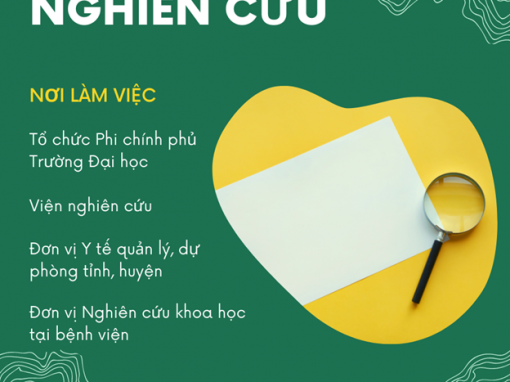 NGHIÊN CỨU
NƠI LÀM VIỆC
Tổ chức Phi chính phủ
Trường Đại học
Viện nghiên cứu
Đơn vị Y tế quản lý, dự
phòng tỉnh, huyện
Đơn vị Nghiên cứu khoa học
tại bệnh viện